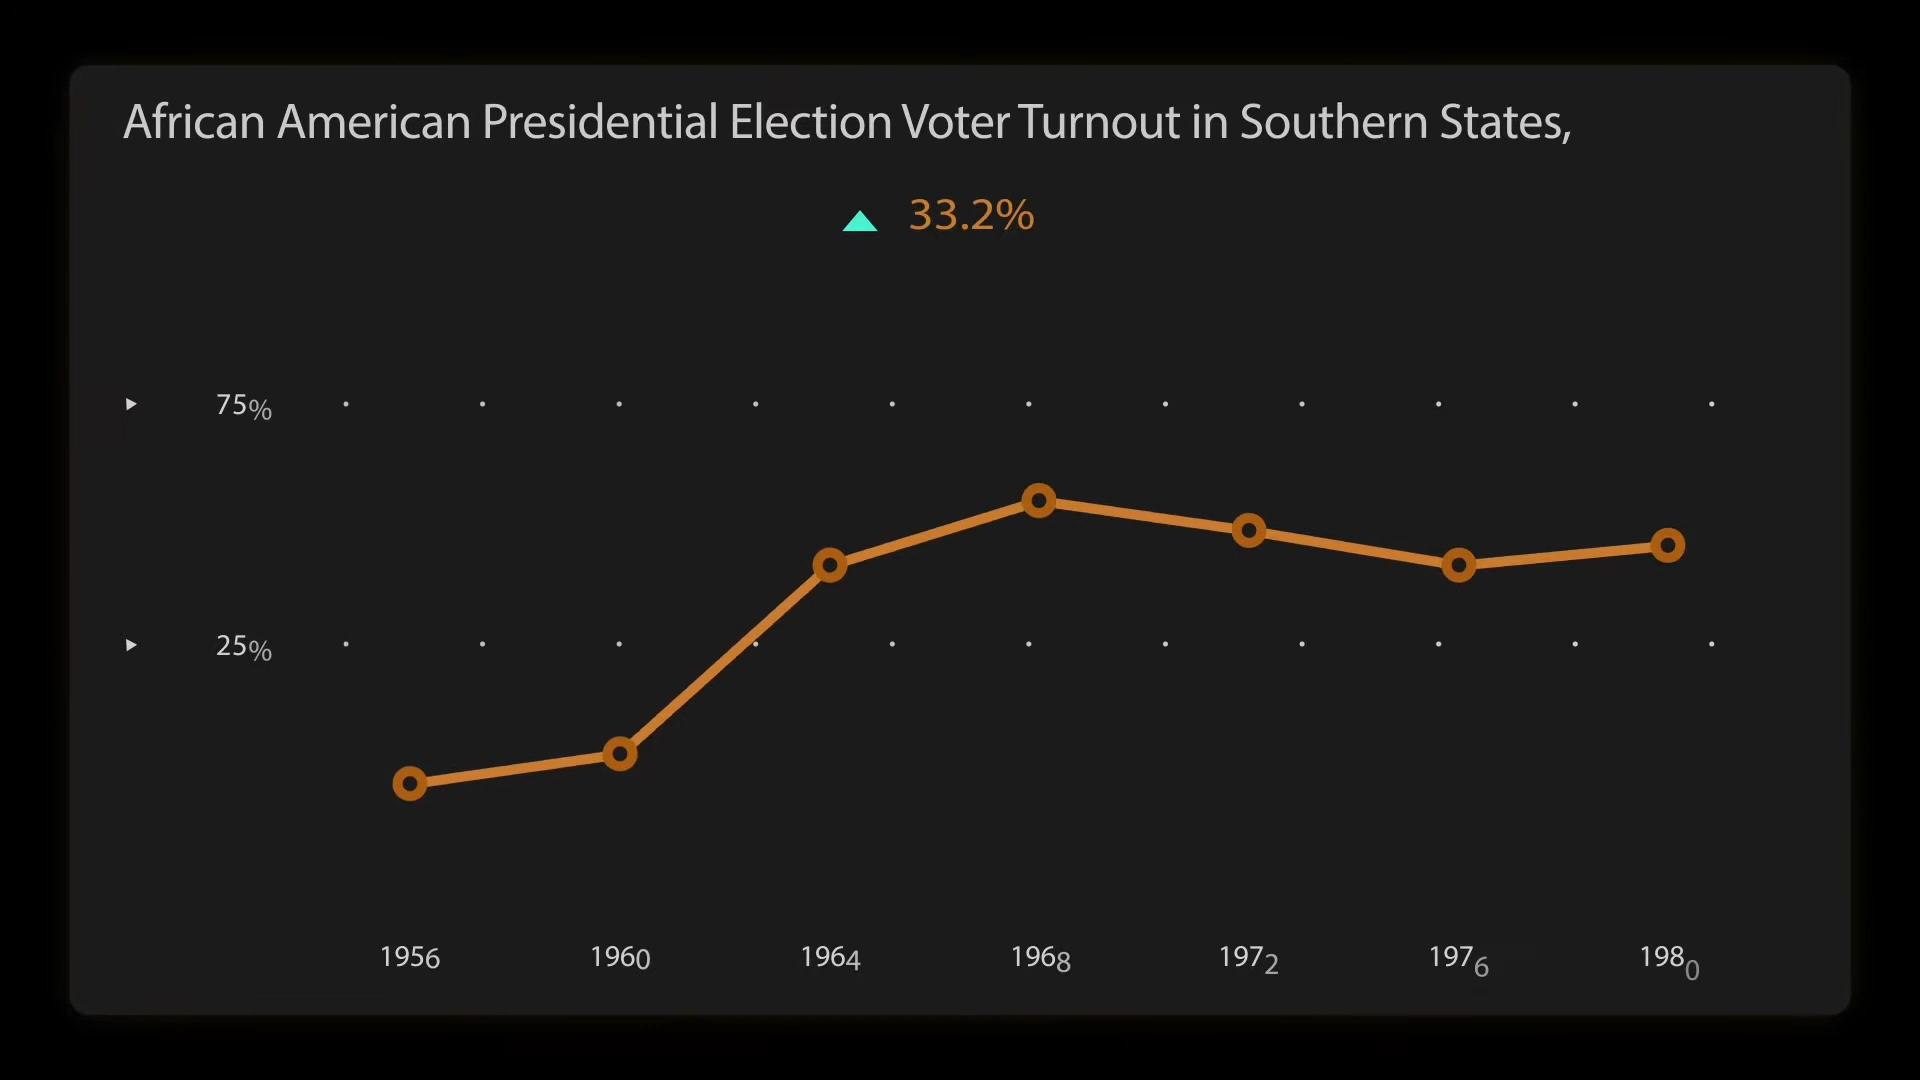 African American Presidential Election Voter Turnout in Southern States,
33.2%
75%
25%
1956 1960 1964 1968 1972 1976 1980